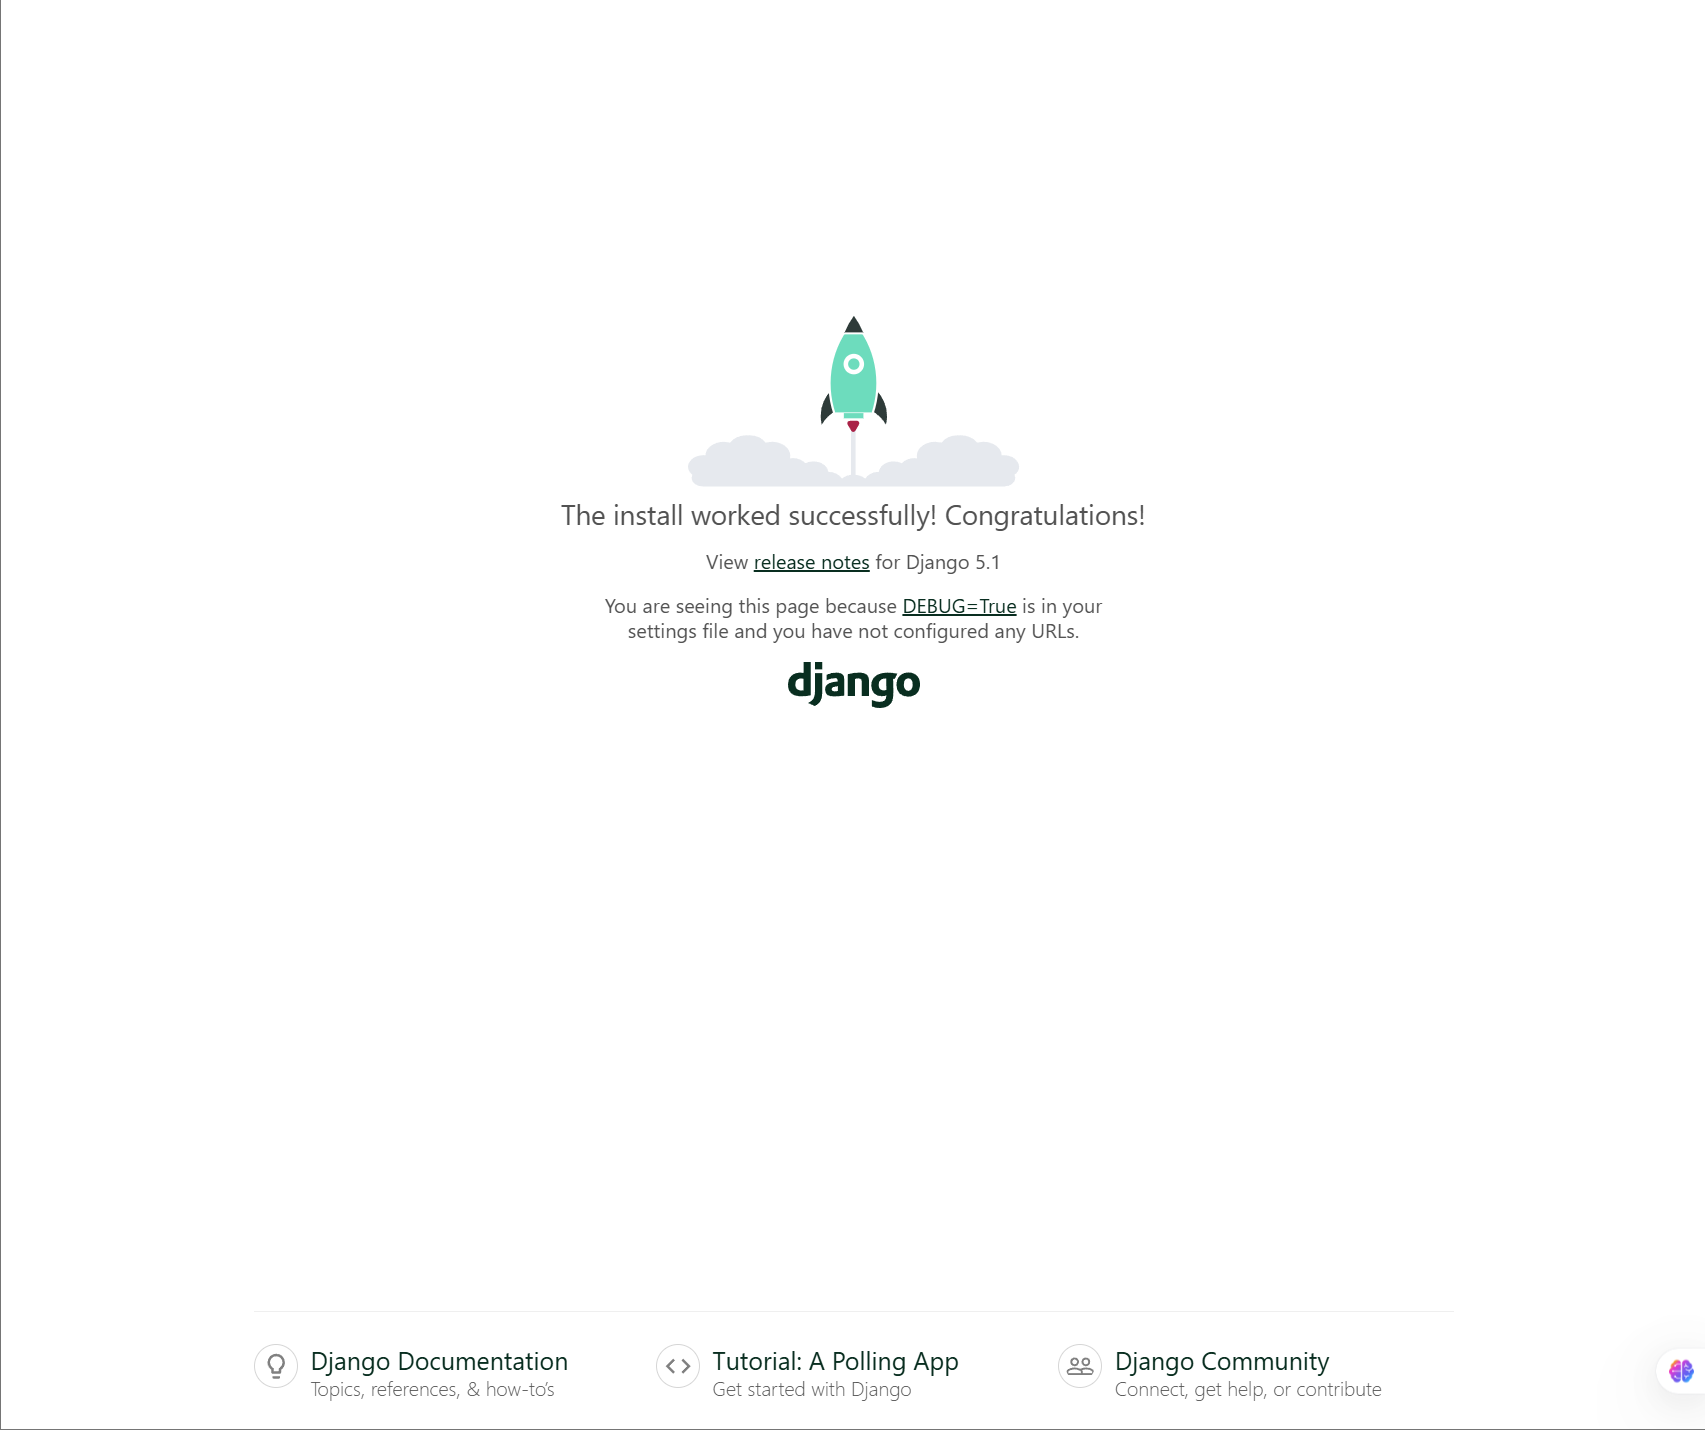 The install worked successfully! Congratulations!
View release notes for Django 5.1
You are seeing this page because DEBUG=True is in your
settings file and you have not configured any URLs.
django
Django Documentation
Topics, references, & how-to’s
Tutorial: A Polling App
Get started with Django
Django Community
Connect, get help, or contribute